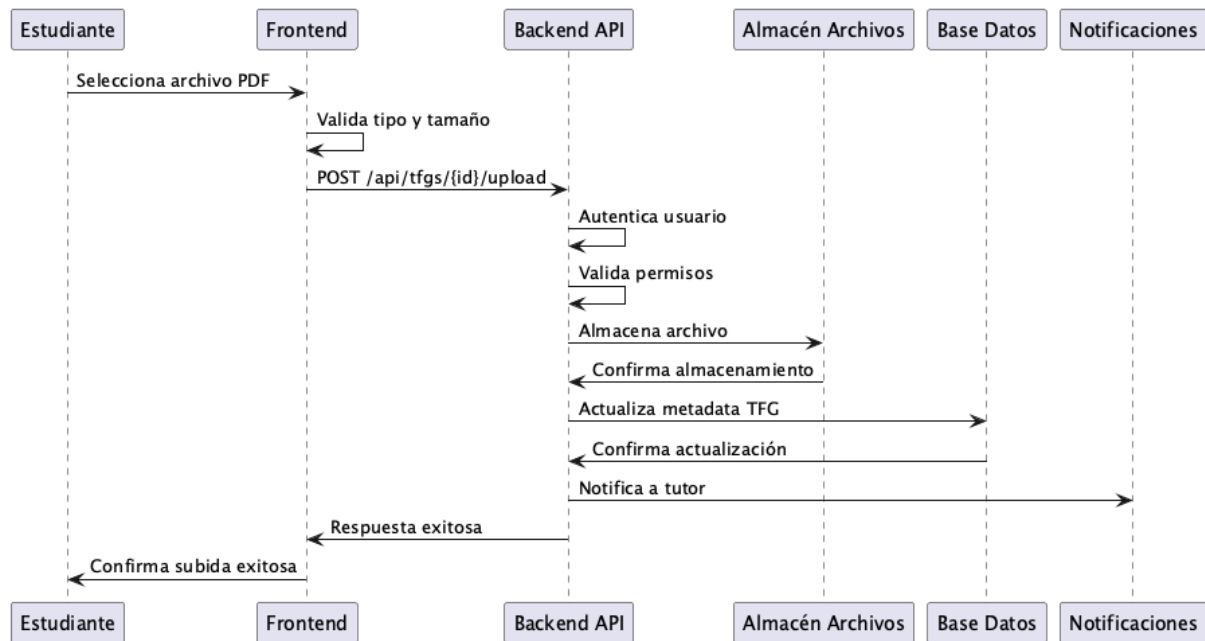 Estudiante
Frontend
Backend API
Almacén Archivos
Base Datos
Notificaciones
Selecciona archivo PDF
Valida tipo y tamaño
POST /api/tfgs/{id}/upload
Autentica usuario
Valida permisos
Almacena archivo
Confirma almacenamiento
Actualiza metadata TFG
Confirma actualización
Notifica a tutor
Respuesta exitosa
Confirma subida exitosa
Estudiante
Frontend
Backend API
Almacén Archivos
Base Datos
Notificaciones